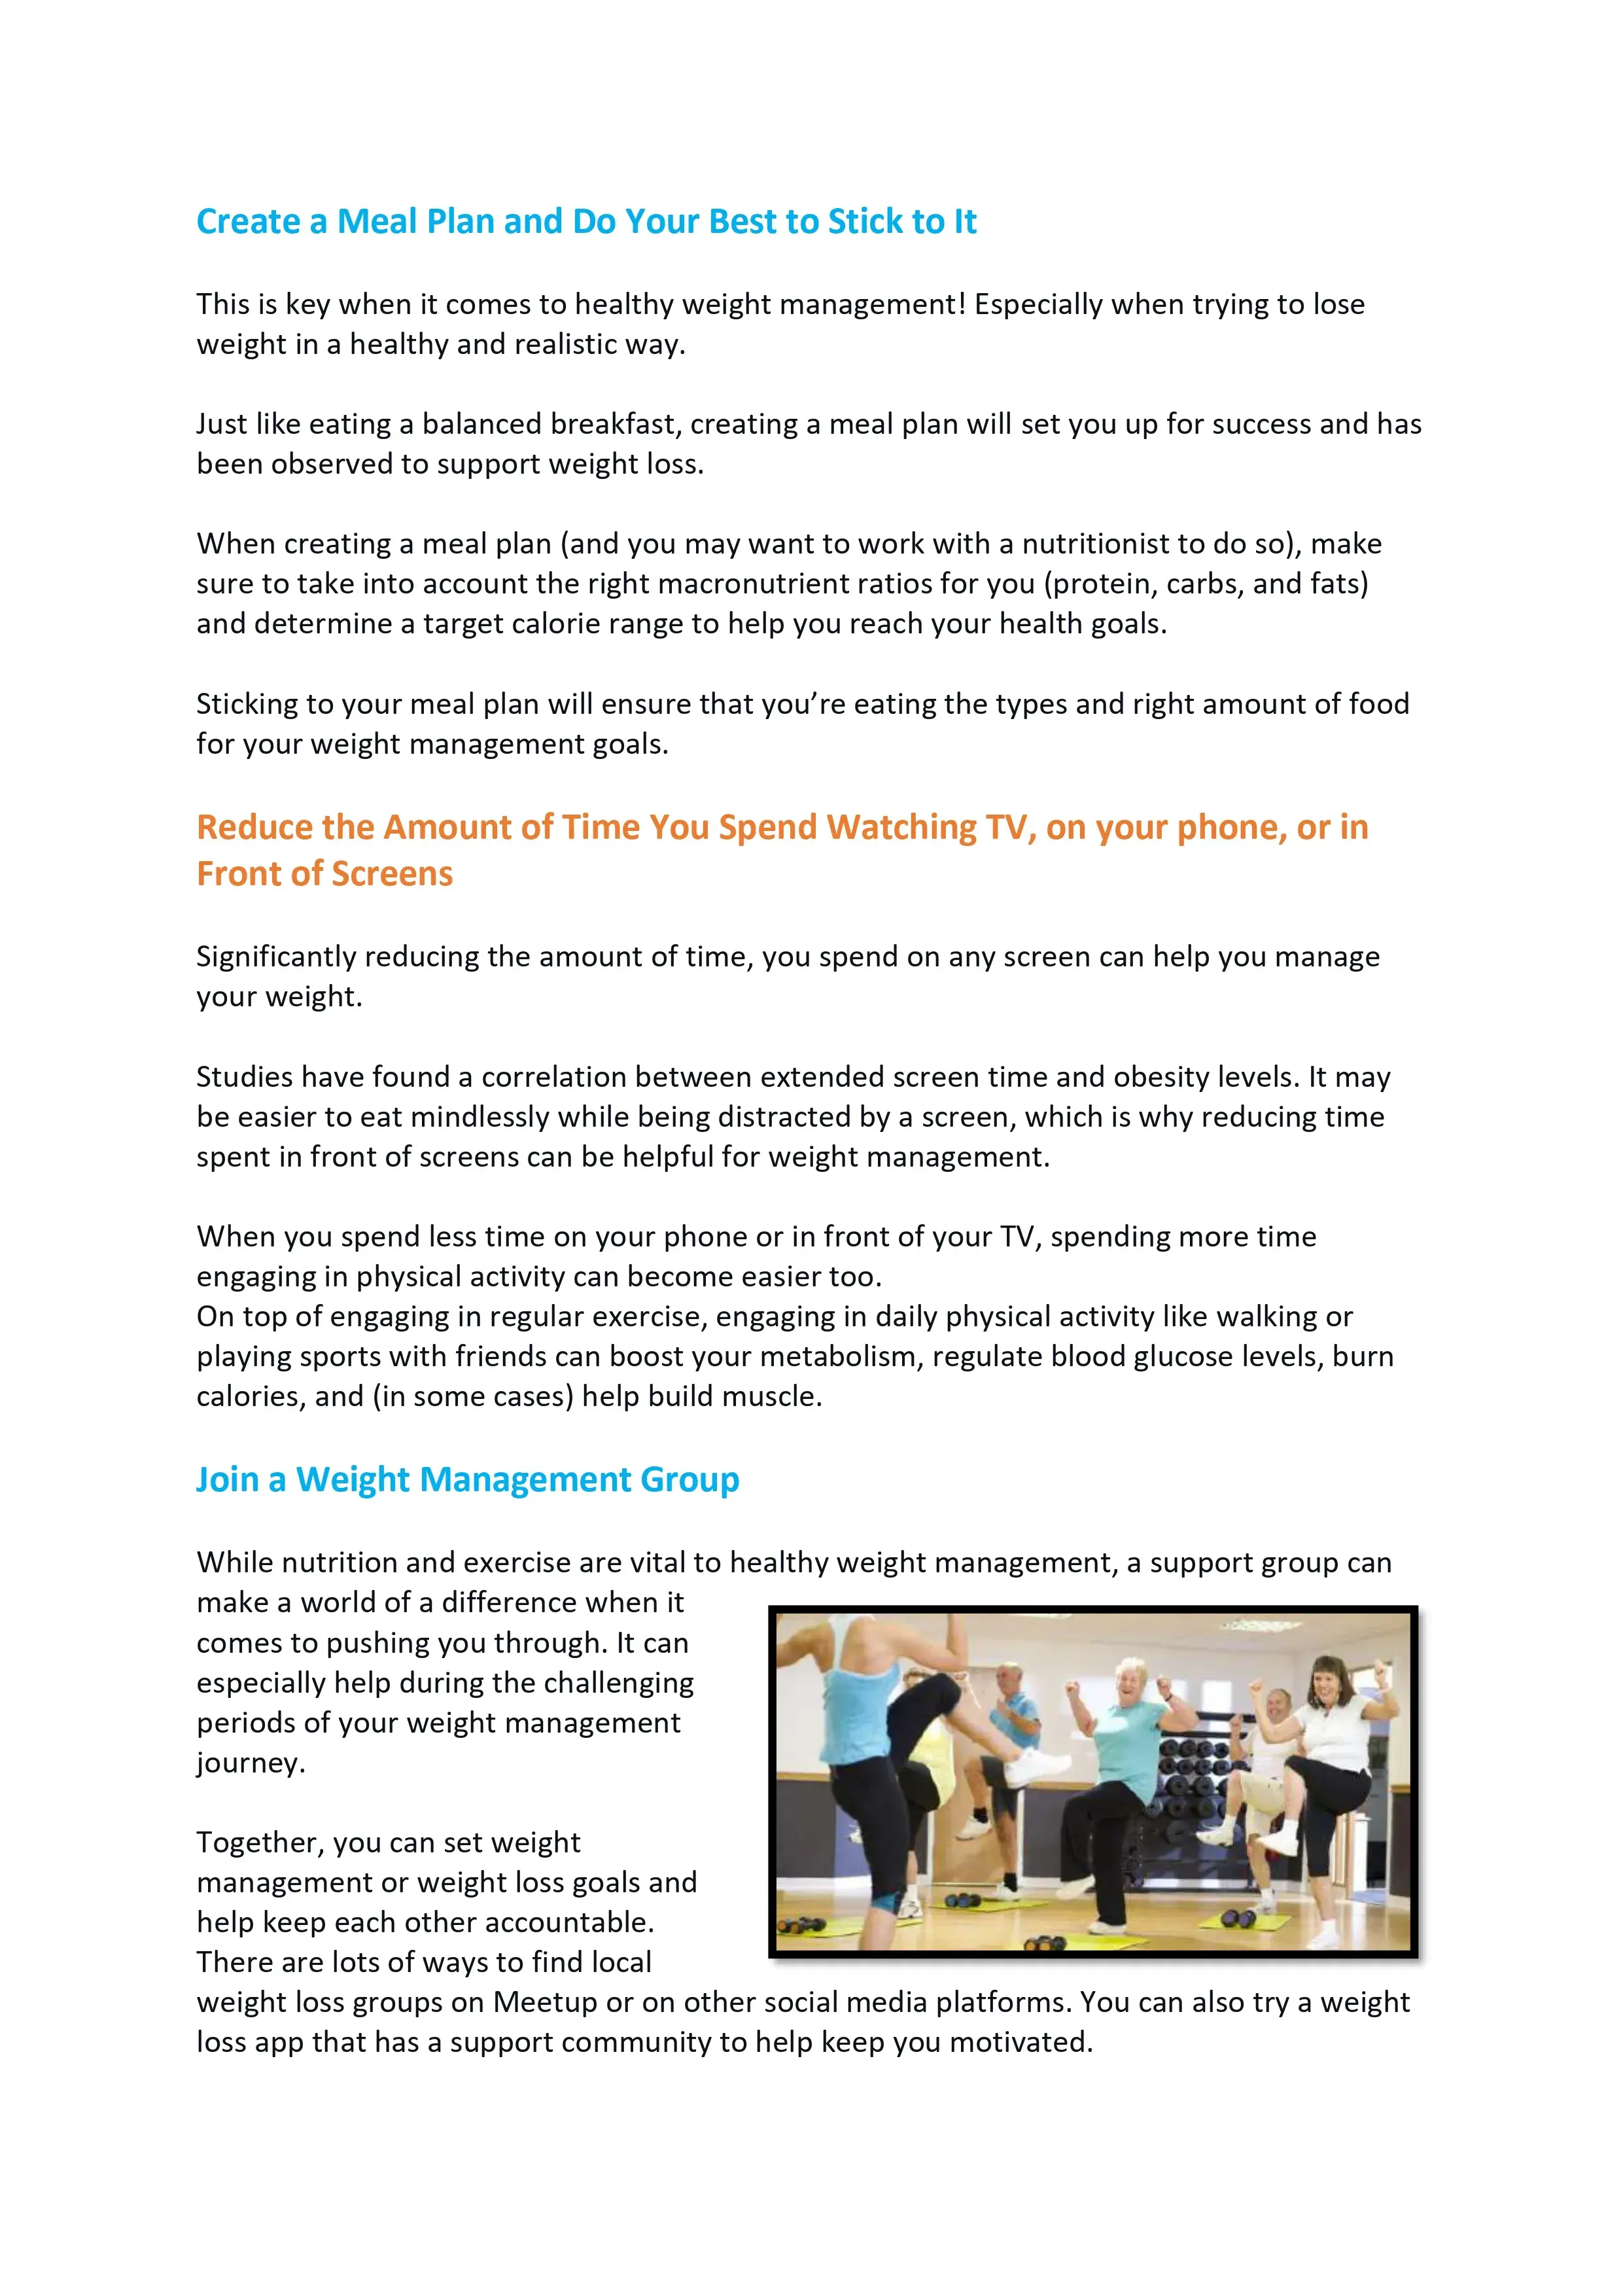 Create a Meal Plan and Do Your Best to Stick to It
This is key when it comes to healthy weight management! Especially when trying to lose
weight in a healthy and realistic way.
Just like eating a balanced breakfast, creating a meal plan will set you up for success and has
been observed to support weight loss.
When creating a meal plan (and you may want to work with a nutritionist to do so), make
sure to take into account the right macronutrient ratios for you (protein, carbs, and fats)
and determine a target calorie range to help you reach your health goals.
Sticking to your meal plan will ensure that you’re eating the types and right amount of food
for your weight management goals.
Reduce the Amount of Time You Spend Watching TV, on your phone, or in
Front of Screens
Significantly reducing the amount of time, you spend on any screen can help you manage
your weight.
Studies have found a correlation between extended screen time and obesity levels. It may
be easier to eat mindlessly while being distracted by a screen, which is why reducing time
spent in front of screens can be helpful for weight management.
When you spend less time on your phone or in front of your TV, spending more time
engaging in physical activity can become easier too.
On top of engaging in regular exercise, engaging in daily physical activity like walking or
playing sports with friends can boost your metabolism, regulate blood glucose levels, burn
calories, and (in some cases) help build muscle.
Join a Weight Management Group
While nutrition and exercise are vital to healthy weight management, a support group can
make a world of a difference when it
comes to pushing you through. It can
especially help during the challenging
periods of your weight management
journey.
Together, you can set weight
management or weight loss goals and
help keep each other accountable.
There are lots of ways to find local
weight loss groups on Meetup or on other social media platforms. You can also try a weight
loss app that has a support community to help keep you motivated.